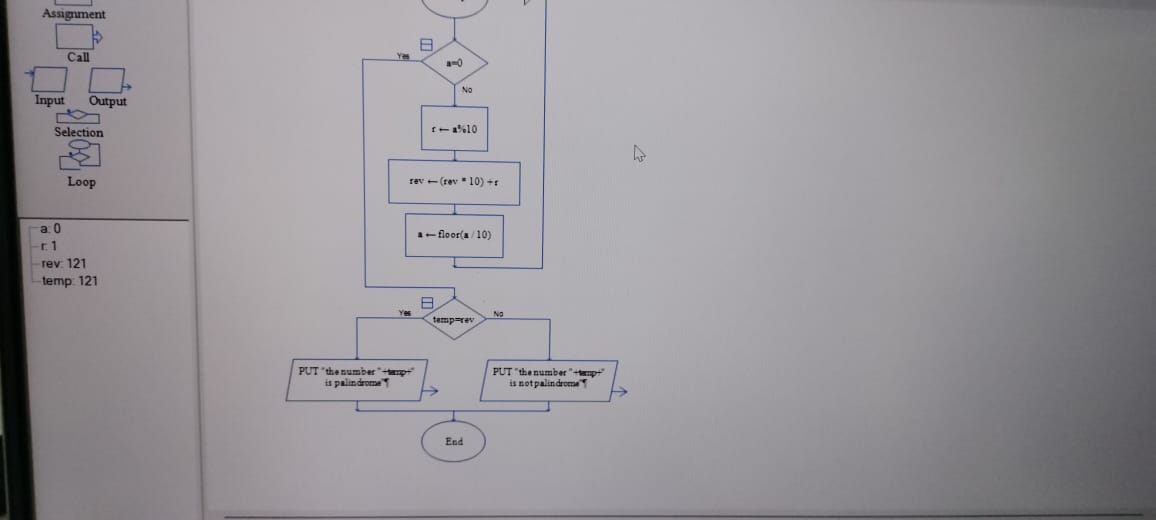 Assignment
Call
Input Output
Selection
Loop
a: 0
r: 1
rev: 121
temp: 121
Yes
a=0
No
r ← a%10
rev ← (rev * 10) +r
a ← floor(a / 10)
Yes
temp=rev
No
PUT "the number "+temp+"
is palindrome"¶
PUT "the number "+temp+"
is not palindrome"¶
End